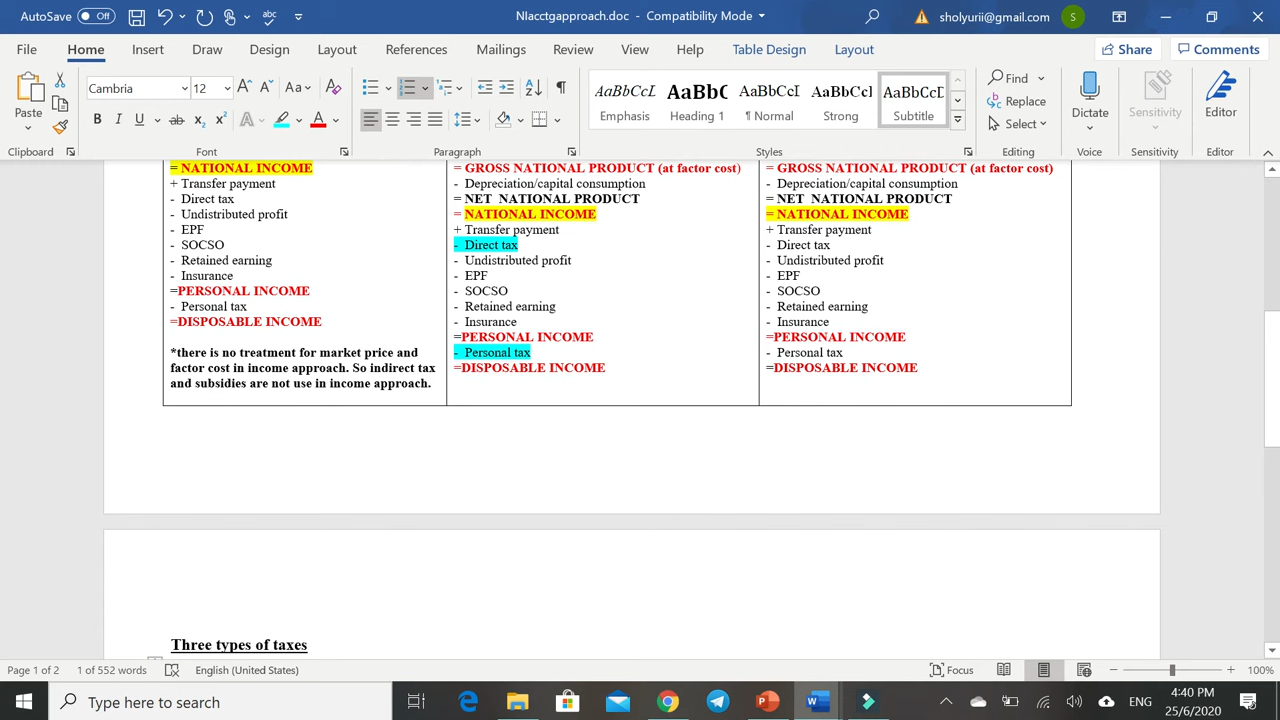 AutoSave Off
Nlacctgapproach.doc - Compatibility Mode
sholyurii@gmail.com S
File Home Insert Draw Design Layout References Mailings Review View Help Table Design Layout Share Comments
Paste
Clipboard
Cambria 12
Font
Paragraph
AaBbCcL Emphasis
AaBbC Heading 1
AaBbCcI ¶ Normal
AaBbCcI Strong
AaBbCcD Subtitle
Styles
Find
Replace
Select
Editing
Dictate
Voice
Sensitivity
Sensitivity
Editor
Editor
= NATIONAL INCOME
+ Transfer payment
- Direct tax
- Undistributed profit
- EPF
- SOCSO
- Retained earning
- Insurance
=PERSONAL INCOME
- Personal tax
=DISPOSABLE INCOME
*there is no treatment for market price and
factor cost in income approach. So indirect tax
and subsidies are not use in income approach.
= GROSS NATIONAL PRODUCT (at factor cost)
- Depreciation/capital consumption
= NET NATIONAL PRODUCT
= NATIONAL INCOME
+ Transfer payment
- Direct tax
- Undistributed profit
- EPF
- SOCSO
- Retained earning
- Insurance
=PERSONAL INCOME
- Personal tax
=DISPOSABLE INCOME
= GROSS NATIONAL PRODUCT (at factor cost)
- Depreciation/capital consumption
= NET NATIONAL PRODUCT
= NATIONAL INCOME
+ Transfer payment
- Direct tax
- Undistributed profit
- EPF
- SOCSO
- Retained earning
- Insurance
=PERSONAL INCOME
- Personal tax
=DISPOSABLE INCOME
Three types of taxes
Page 1 of 2 1 of 552 words English (United States) Focus 100%
Type here to search
ENG
4:40 PM
25/6/2020